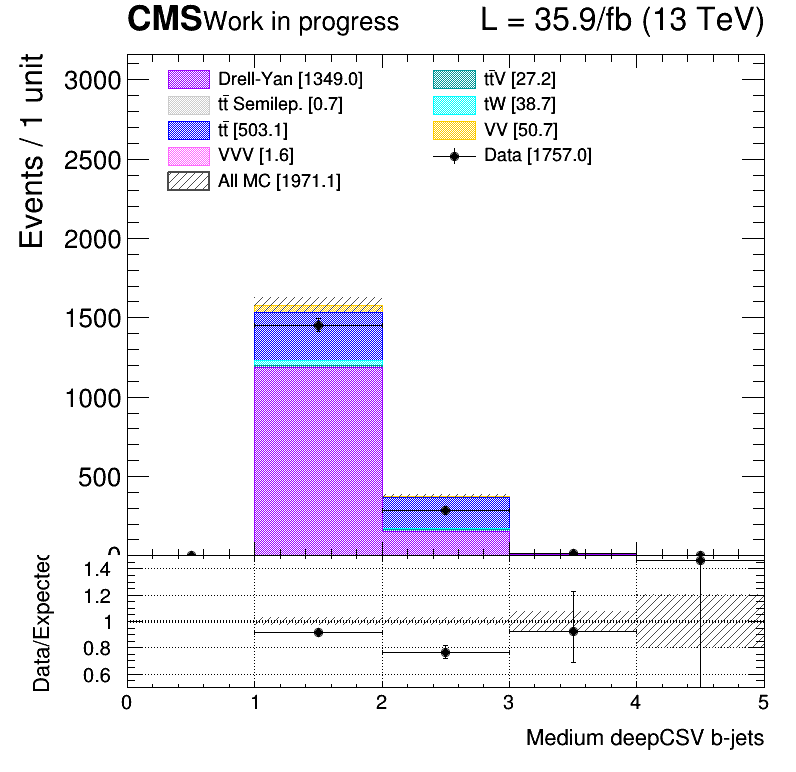 CMS Work in progress L = 35.9/fb (13 TeV)
Events / 1 unit
3000
2500
2000
1500
1000
500
0
Drell-Yan [1349.0]
tt̄ Semilep. [0.7]
tt̄ [503.1]
VVV [1.6]
All MC [1971.1]
tt̄V [27.2]
tW [38.7]
VV [50.7]
Data [1757.0]
Data/Expected
1.4
1.2
1
0.8
0.6
0 1 2 3 4 5
Medium deepCSV b-jets